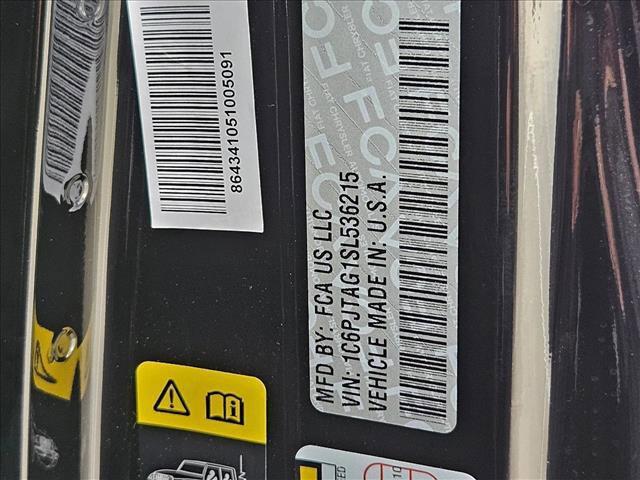 864341051005091
MFD BY: FCA US LLC
VIN: 1C6PJTAG1SL536215
VEHICLE MADE IN: U.S.A.